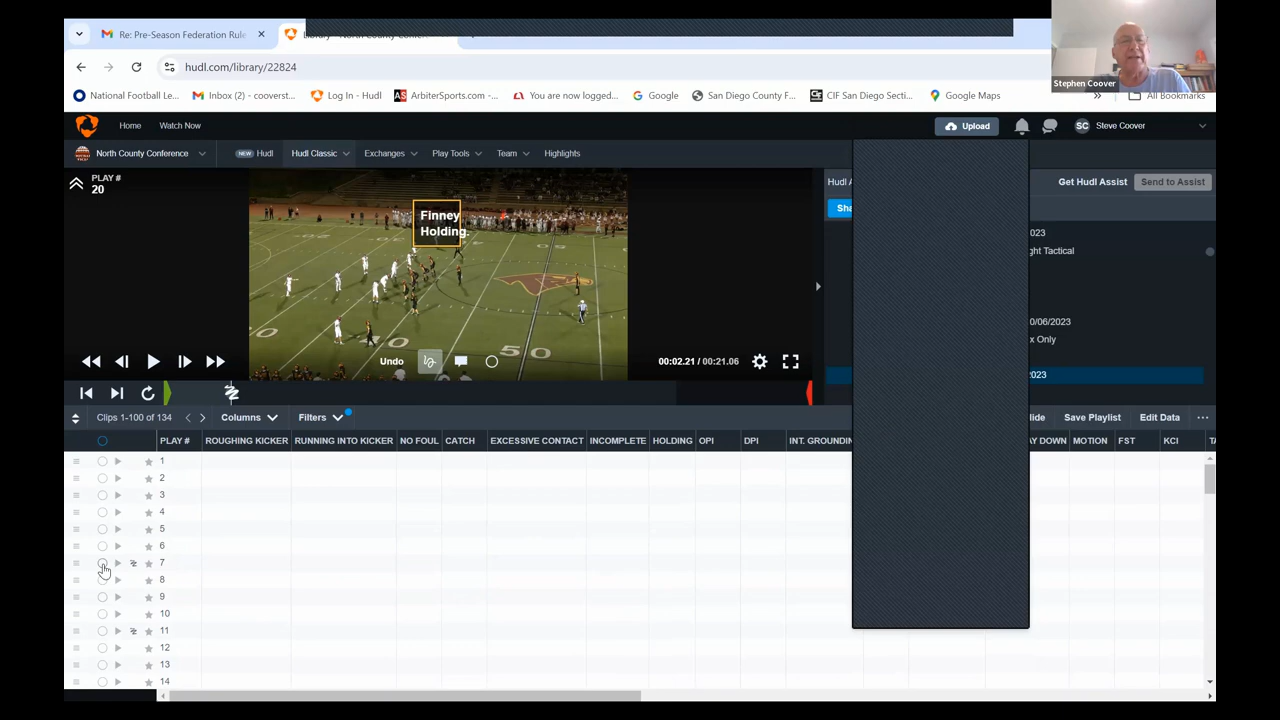 Re: Pre-Season Federation Rule
hudl.com/library/22824
Stephen Coover
National Football Le...
Inbox (2) - cooverst...
Log In - Hudl
ArbiterSports.com -...
You are now logged...
Google
San Diego County F...
CIF San Diego Secti...
Google Maps
All Bookmarks
Home
Watch Now
Upload
SC
Steve Coover
North County Conference
NEW Hudl
Hudl Classic
Exchanges
Play Tools
Team
Highlights
PLAY #
20
Finney
Holding.
50
Hudl A
Get Hudl Assist
Send to Assist
Sha
023
ght Tactical
0/06/2023
x Only
2023
Undo
00:02.21 / 00:21.06
Clips 1-100 of 134
Columns
Filters
lide
Save Playlist
Edit Data
PLAY # ROUGHING KICKER RUNNING INTO KICKER NO FOUL CATCH EXCESSIVE CONTACT INCOMPLETE HOLDING OPI DPI INT. GROUNDIN AY DOWN MOTION FST KCI TA
1
2
3
4
5
6
7
8
9
10
11
12
13
14